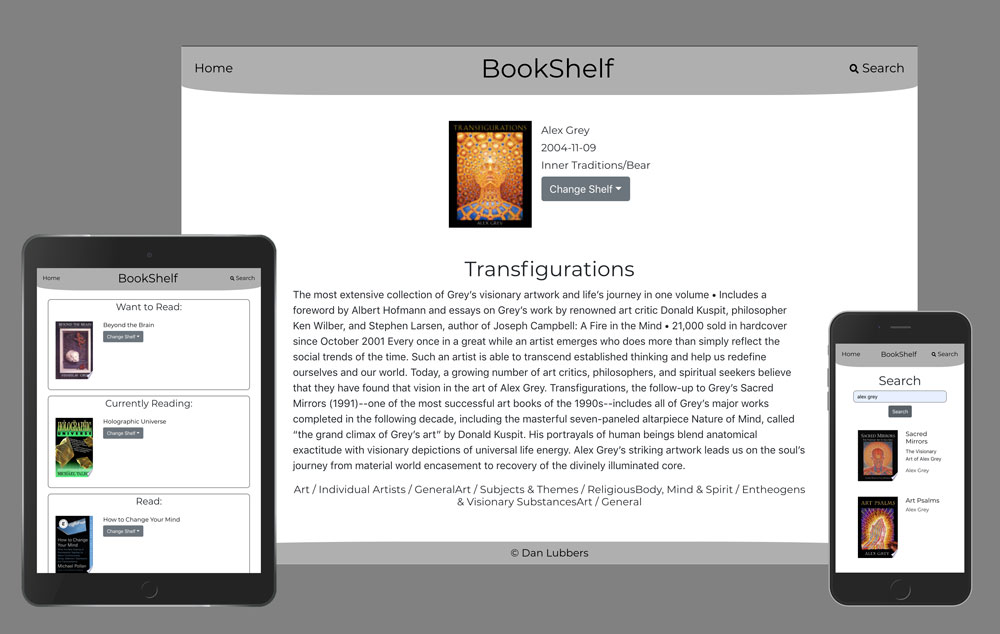 Home
BookShelf
Search
TRANSFIGURATIONS
ALEX GREY
Alex Grey
2004-11-09
Inner Traditions/Bear
Change Shelf
Transfigurations
The most extensive collection of Grey's visionary artwork and life's journey in one volume • Includes a
foreword by Albert Hofmann and essays on Grey's work by renowned art critic Donald Kuspit, philosopher
Ken Wilber, and Stephen Larsen, author of Joseph Campbell: A Fire in the Mind • 21,000 sold in hardcover
since October 2001 Every once in a great while an artist emerges who does more than simply reflect the
social trends of the time. Such an artist is able to transcend established thinking and help us redefine
ourselves and our world. Today, a growing number of art critics, philosophers, and spiritual seekers believe
that they have found that vision in the art of Alex Grey. Transfigurations, the follow-up to Grey's Sacred
Mirrors (1991)--one of the most successful art books of the 1990s--includes all of Grey's major works
completed in the following decade, including the masterful seven-paneled altarpiece Nature of Mind, called
"the grand climax of Grey's art" by Donald Kuspit. His portrayals of human beings blend anatomical
exactitude with visionary depictions of universal life energy. Alex Grey's striking artwork leads us on the soul's
journey from material world encasement to recovery of the divinely illuminated core.
Art / Individual Artists / GeneralArt / Subjects & Themes / ReligiousBody, Mind & Spirit / Entheogens
& Visionary SubstancesArt / General
© Dan Lubbers
Home
BookShelf
Search
Want to Read:
BEYOND THE BRAIN
Beyond the Brain
Change Shelf
Currently Reading:
HOLOGRAPHIC
MICHAEL TALBOT
Holographic Universe
Change Shelf
Read:
How to Change
Your Mind
Michael Pollan
How to Change Your Mind
Change Shelf
Home
BookShelf
Search
Search
alex grey
Search
SACRED MIRRORS
Sacred
Mirrors
The Visionary
Art of Alex Grey
Alex Grey
ART PSALMS
ALEX GREY
Art Psalms
Alex Grey